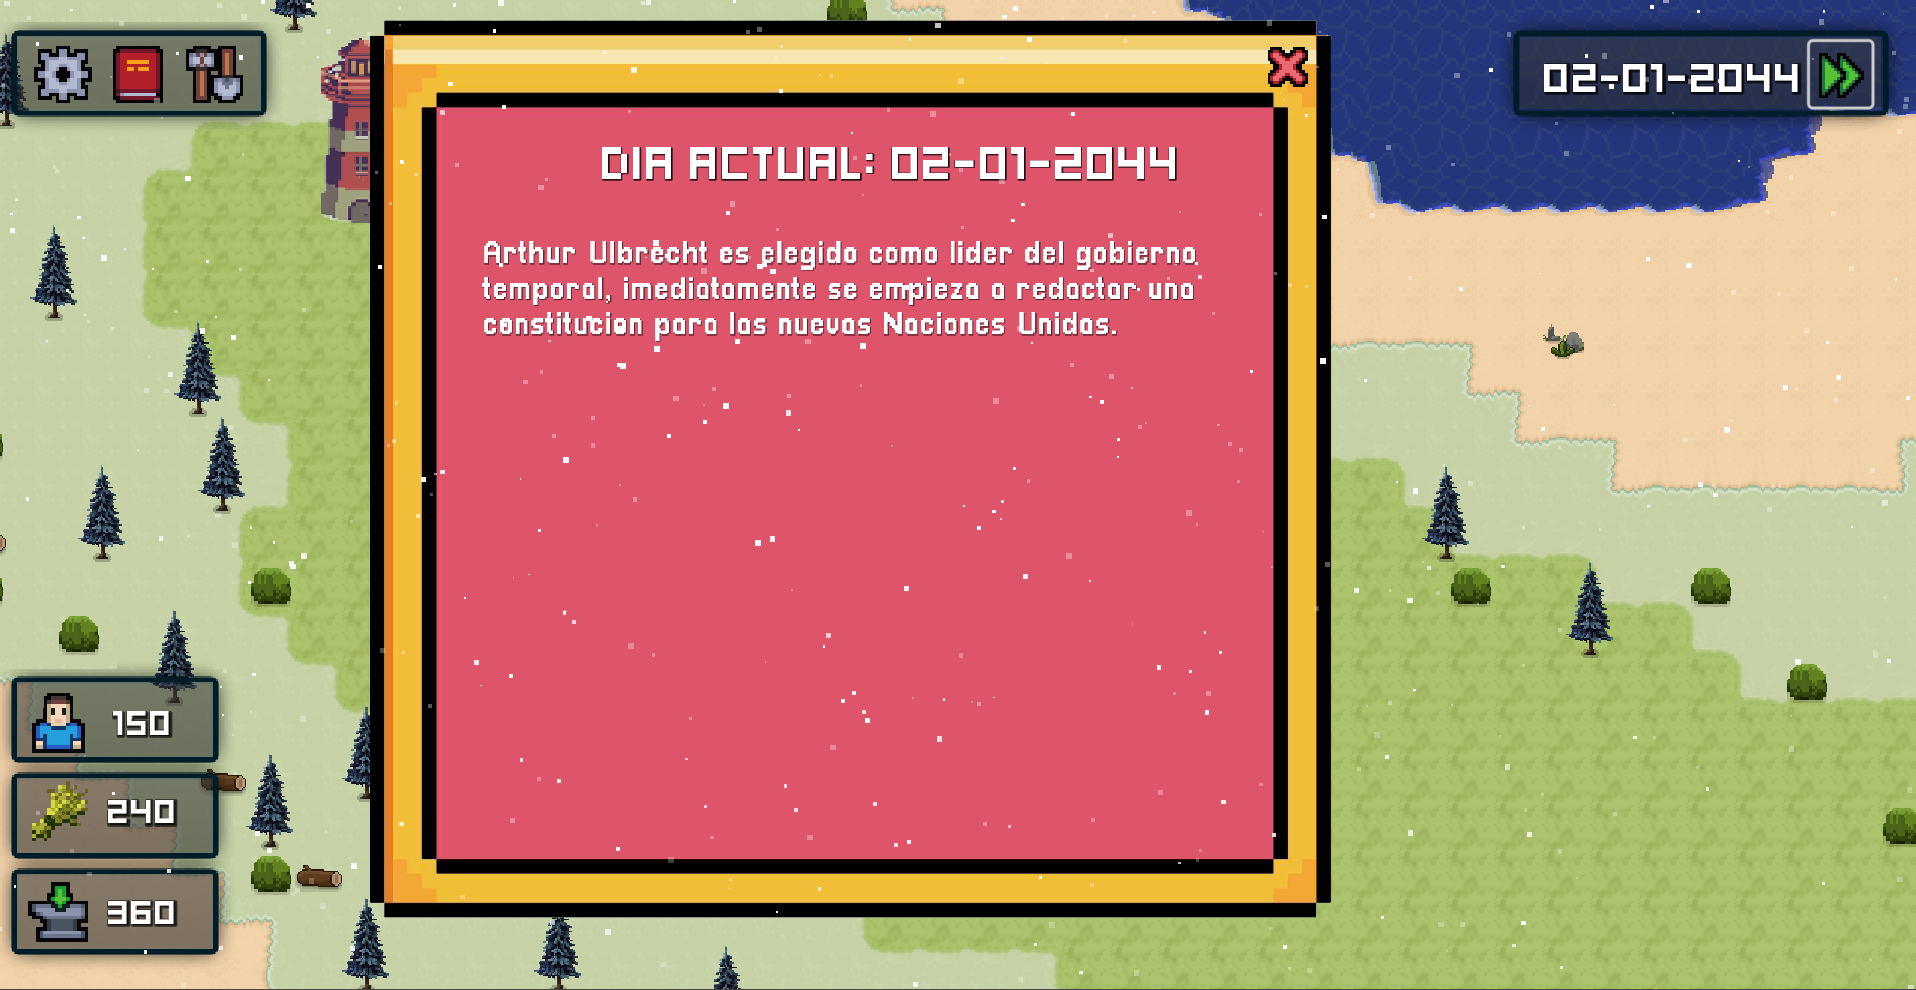 02-01-2044
DIA ACTUAL: 02-01-2044
Arthur Ulbrecht es elegido como lider del gobierno
temporal, imediatamente se empieza a redactar una
constitucion para las nuevas Naciones Unidas.
150
240
360